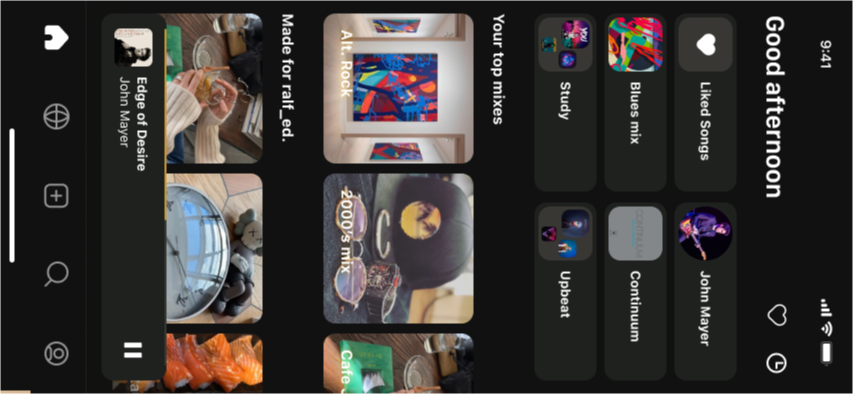 9:41
Good afternoon
Liked Songs
John Mayer
Blues mix
Continuum
Study
Upbeat
Your top mixes
Alt. Rock
2000's mix
Cafe
Made for ralf_ed.
Edge of Desire
John Mayer